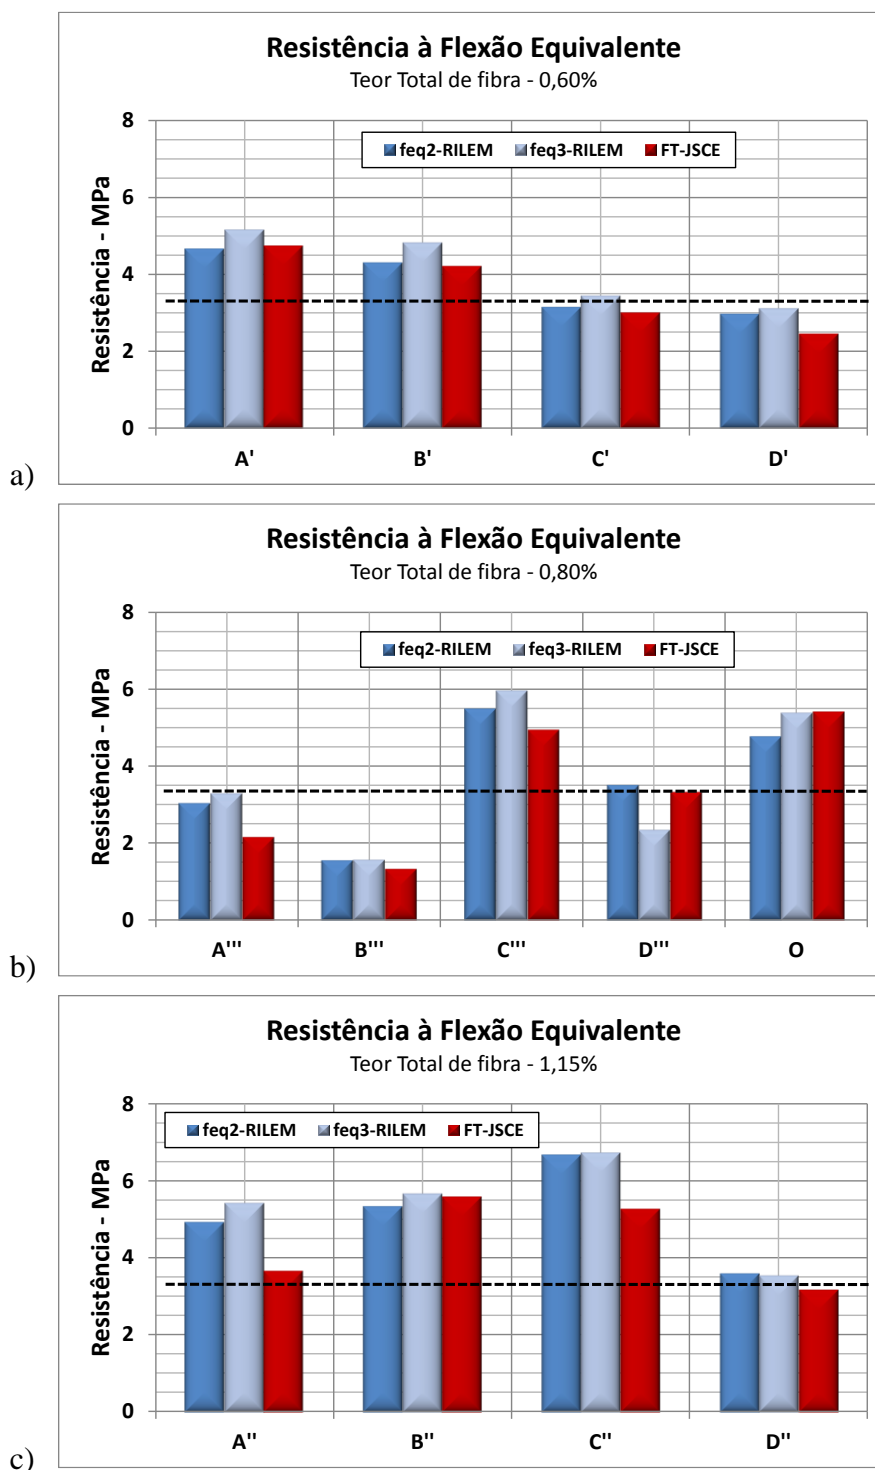 Resistência à Flexão Equivalente
Teor Total de fibra - 0,60%
feq2-RILEM feq3-RILEM FT-JSCE
Resistência - MPa
8
6
4
2
0
A' B' C' D'
a)
Resistência à Flexão Equivalente
Teor Total de fibra - 0,80%
feq2-RILEM feq3-RILEM FT-JSCE
Resistência - MPa
8
6
4
2
0
A''' B''' C''' D''' O
b)
Resistência à Flexão Equivalente
Teor Total de fibra - 1,15%
feq2-RILEM feq3-RILEM FT-JSCE
Resistência - MPa
8
6
4
2
0
A'' B'' C'' D''
c)